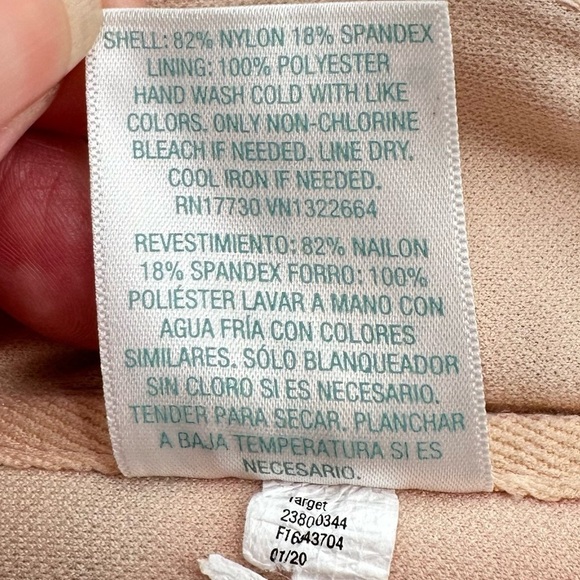 SHELL: 82% NYLON 18% SPANDEX
LINING: 100% POLYESTER
HAND WASH COLD WITH LIKE
COLORS. ONLY NON-CHLORINE
BLEACH IF NEEDED. LINE DRY.
COOL IRON IF NEEDED.
RN17730 VN1322664
REVESTIMIENTO: 82% NAILON
18% SPANDEX FORRO: 100%
POLIÉSTER LAVAR A MANO CON
AGUA FRÍA CON COLORES
SIMILARES. SÓLO BLANQUEADOR
SIN CLORO SI ES NECESARIO.
TENDER PARA SECAR. PLANCHAR
A BAJA TEMPERATURA SI ES
NECESARIO.
Target
23800344
F16/43704
01/20